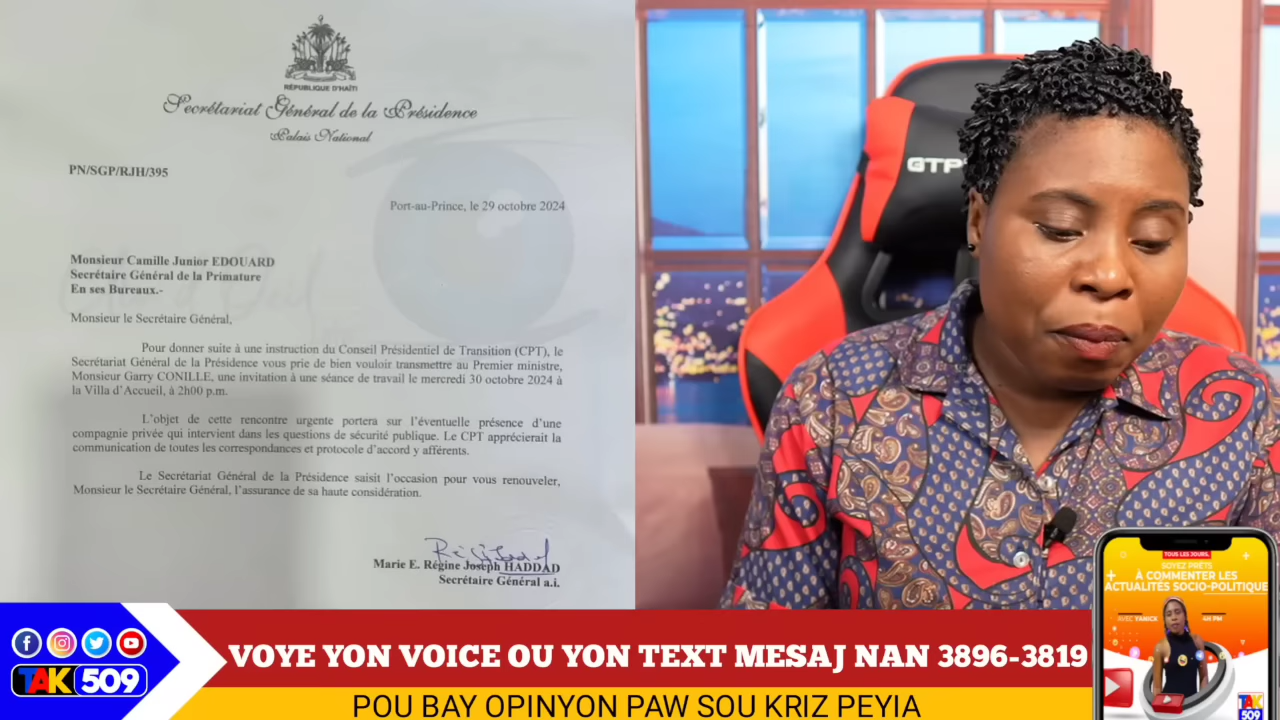 RÉPUBLIQUE D'HAÏTI
Secrétariat Général de la Présidence
Palais National
PN/SGP/RJH/395
Port-au-Prince, le 29 octobre 2024
Monsieur Camille Junior EDOUARD
Secrétaire Général de la Primature
En ses Bureaux.-
Monsieur le Secrétaire Général,
Pour donner suite à une instruction du Conseil Présidentiel de Transition (CPT), le
Secrétariat Général de la Présidence vous prie de bien vouloir transmettre au Premier ministre,
Monsieur Garry CONILLE, une invitation à une séance de travail le mercredi 30 octobre 2024 à
la Villa d'Accueil, à 2h00 p.m.
L'objet de cette rencontre urgente portera sur l'éventuelle présence d'une
compagnie privée qui intervient dans les questions de sécurité publique. Le CPT apprécierait la
communication de toutes les correspondances et protocole d'accord y afférents.
Le Secrétariat Général de la Présidence saisit l'occasion pour vous renouveler,
Monsieur le Secrétaire Général, l'assurance de sa haute considération.
Marie E. Régine Joseph HADDAD
Secrétaire Général a.i.
GTP
TAK 509
VOYE YON VOICE OU YON TEXT MESAJ NAN 3896-3819
POU BAY OPINYON PAW SOU KRIZ PEYIA
TOUS LES JOURS,
SOYEZ PRÊTS
À COMMENTER LES
ACTUALITÉS SOCIO-POLITIQUE
AVEC YANICK
TAK
509